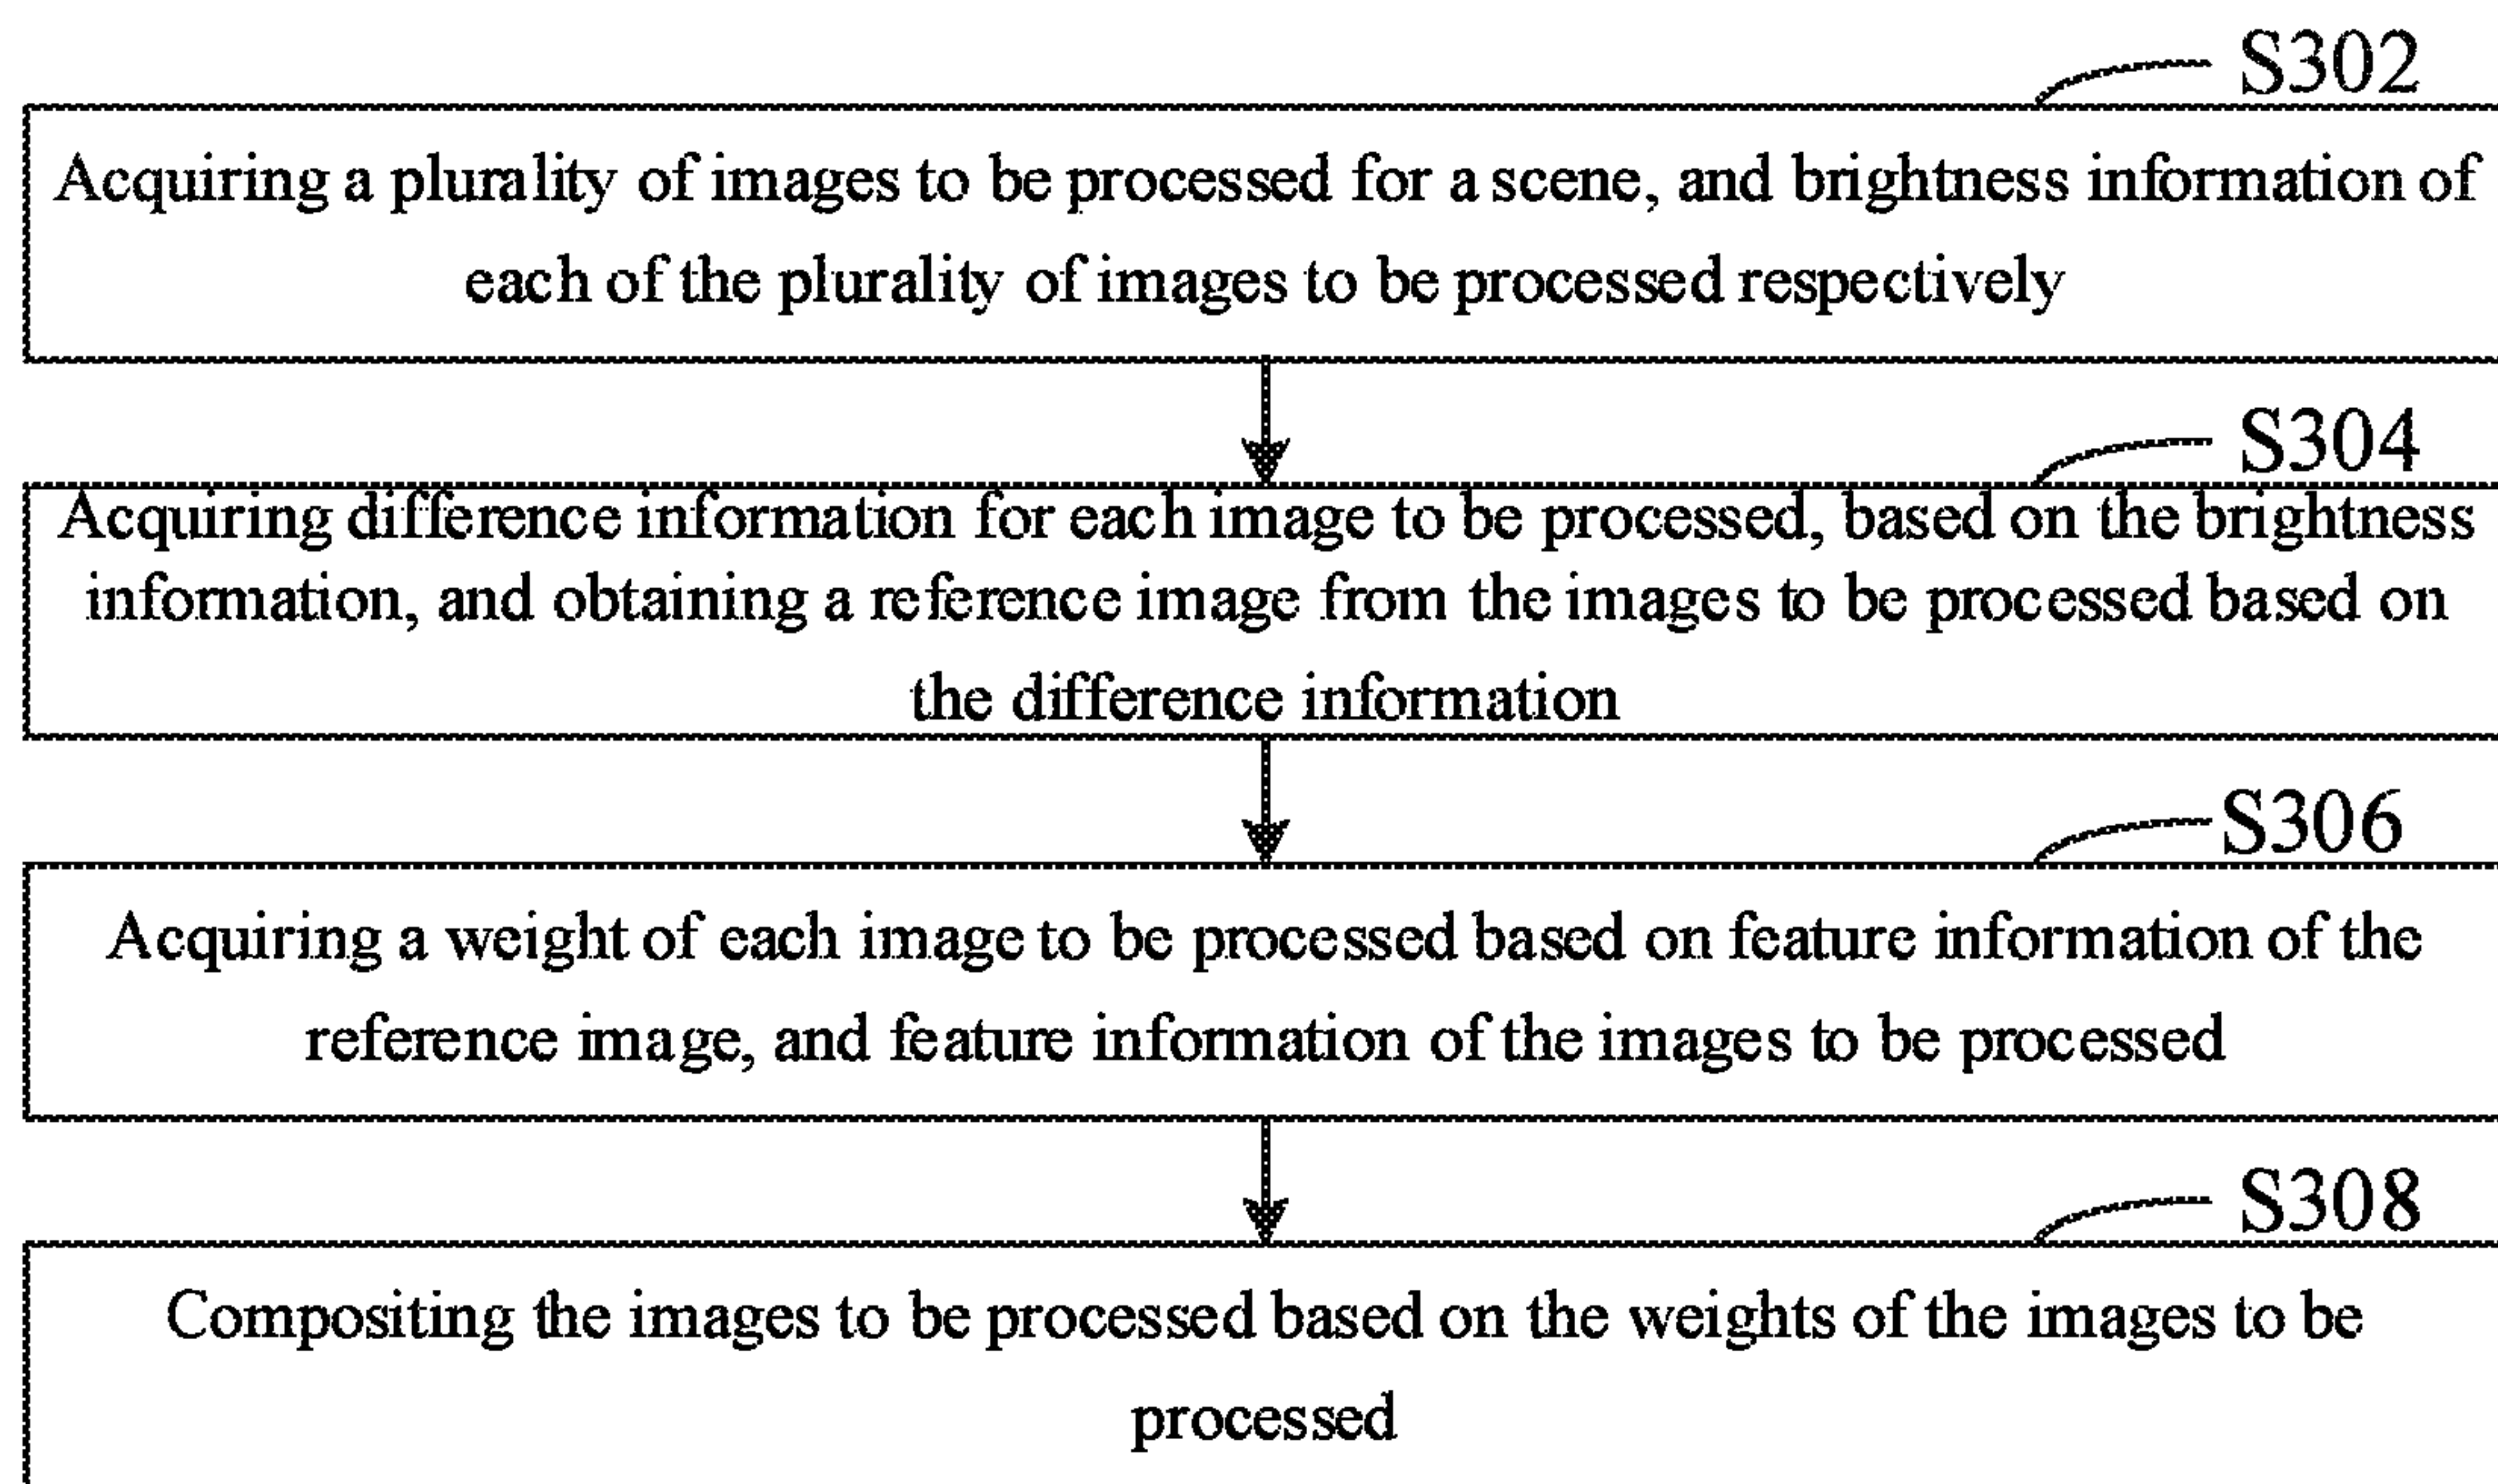 S302
Acquiring a plurality of images to be processed for a scene, and brightness information of
each of the plurality of images to be processed respectively
S304
Acquiring difference information for each image to be processed, based on the brightness
information, and obtaining a reference image from the images to be processed based on
the difference information
S306
Acquiring a weight of each image to be processed based on feature information of the
reference image, and feature information of the images to be processed
S308
Compositing the images to be processed based on the weights of the images to be
processed